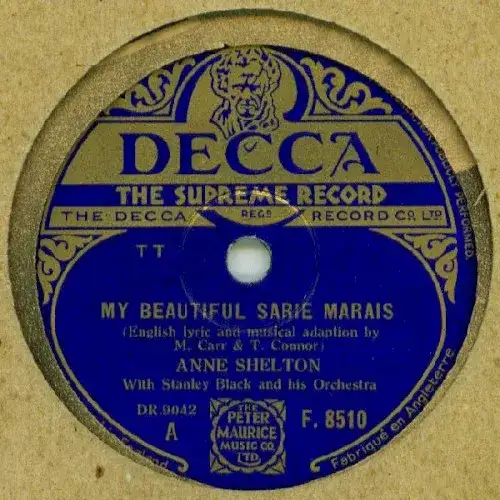 DECCA
THE SUPREME RECORD
THE DECCA REGD RECORD CO. LTD
PERFORMED.
TT
MY BEAUTIFUL SARIE MARAIS
(English lyric and musical adaption by
M. Carr & T. Connor)
ANNE SHELTON
With Stanley Black and his Orchestra
DR.9042
A
THE
PETER
MAURICE
MUSIC CO.
LTD.
F. 8510
England
Fabriqué en Angleterre